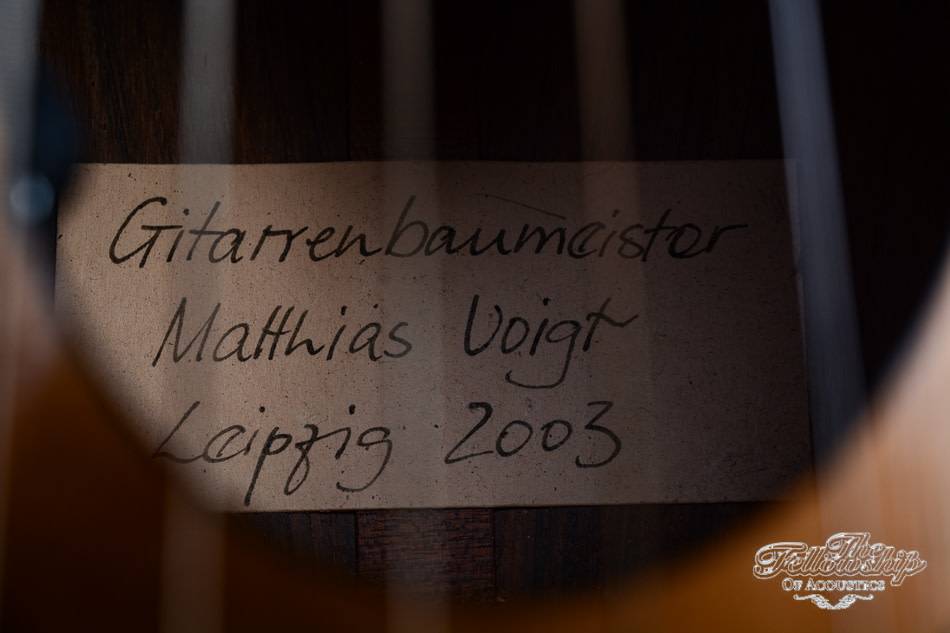 Gitarrenbaumeister
Matthias Voigt
Leipzig 2003
The
Fellowship
Of Acoustics